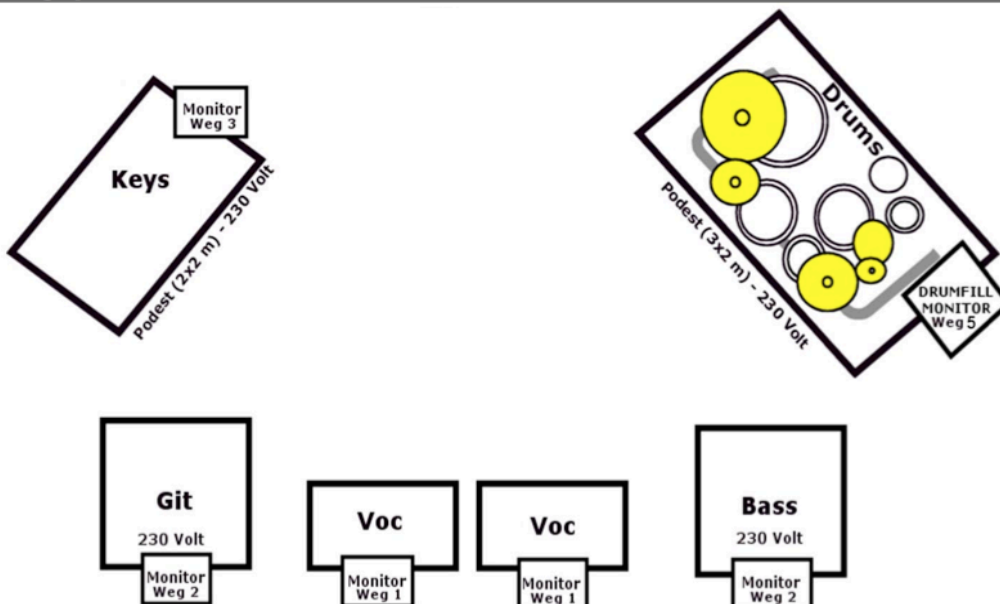 Monitor
Weg 3
Keys
Podest (2x2 m) - 230 Volt
Drums
Podest (3x2 m) - 230 Volt
DRUMFILL
MONITOR
Weg 5
Git
230 Volt
Monitor
Weg 2
Voc
Monitor
Weg 1
Voc
Monitor
Weg 1
Bass
230 Volt
Monitor
Weg 2